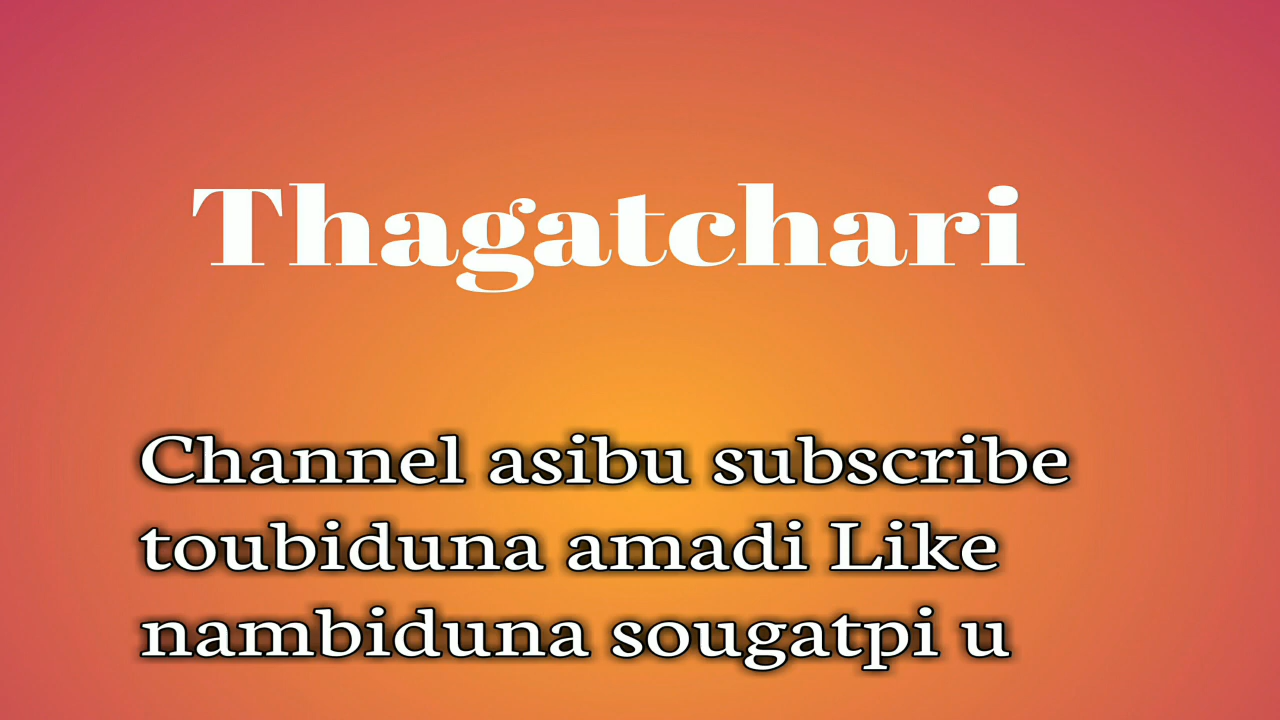 Thagatchari
Channel asibu subscribe
toubiduna amadi Like
nambiduna sougatpi u